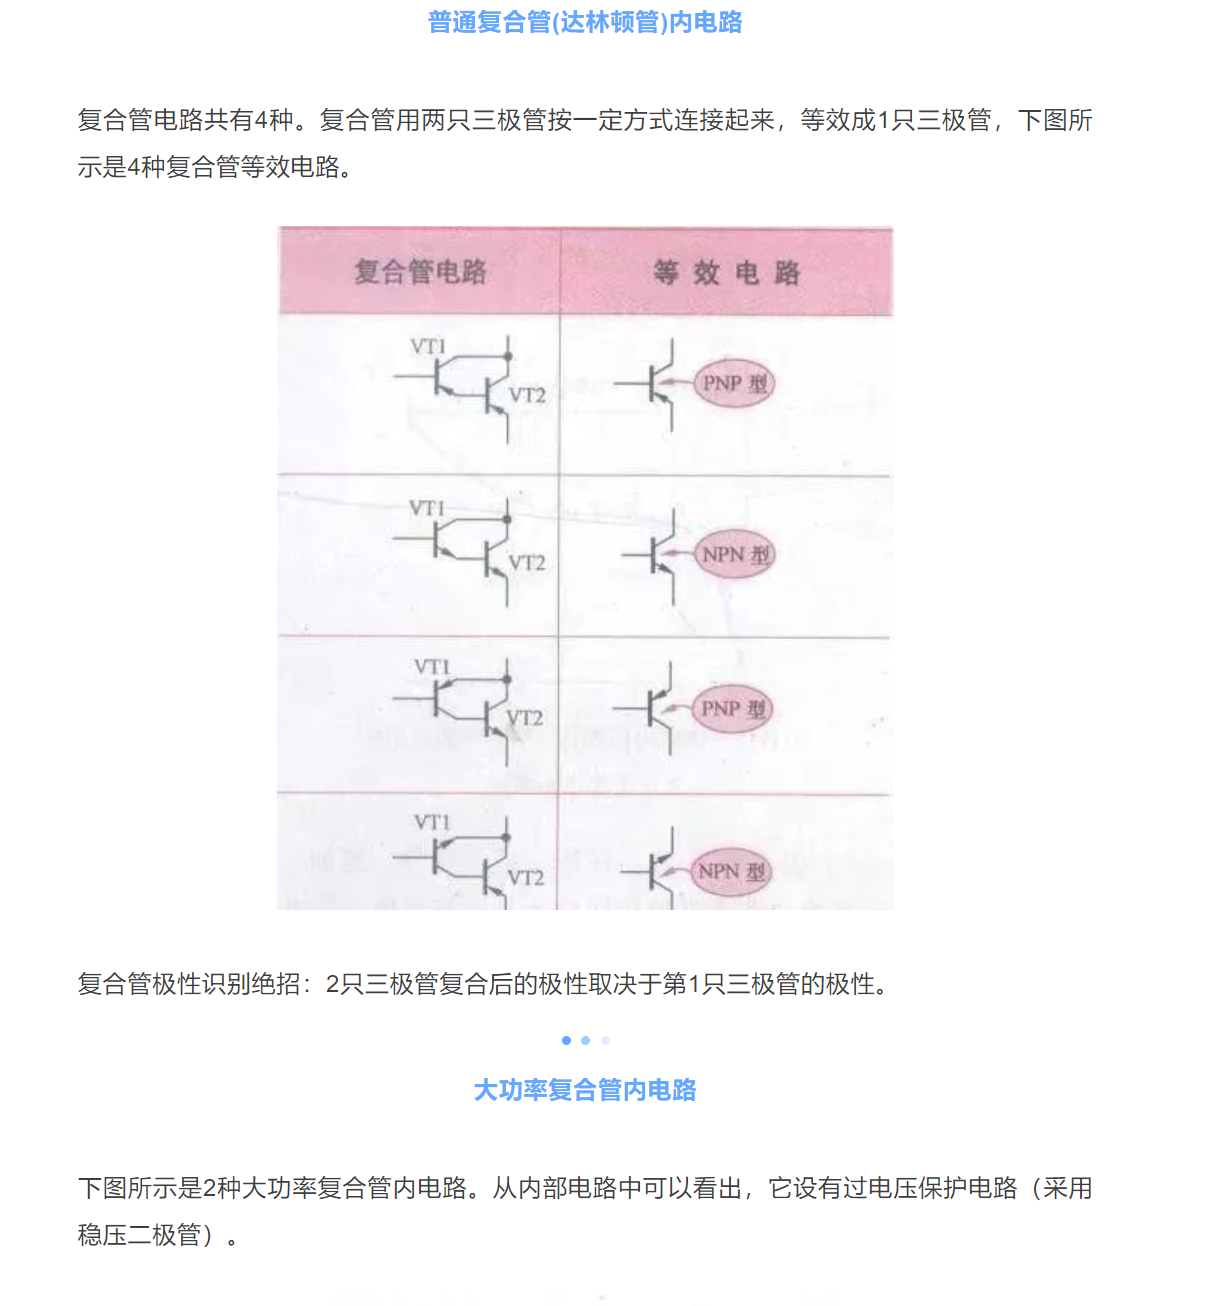 普通复合管(达林顿管)内电路
复合管电路共有4种。复合管用两只三极管按一定方式连接起来，等效成1只三极管，下图所
示是4种复合管等效电路。
复合管电路
等效电路
VT1
VT2
PNP 型
VT1
VT2
NPN 型
VT1
VT2
PNP 型
VT1
VT2
NPN 型
复合管极性识别绝招：2只三极管复合后的极性取决于第1只三极管的极性。
大功率复合管内电路
下图所示是2种大功率复合管内电路。从内部电路中可以看出，它设有过电压保护电路（采用
稳压二极管）。